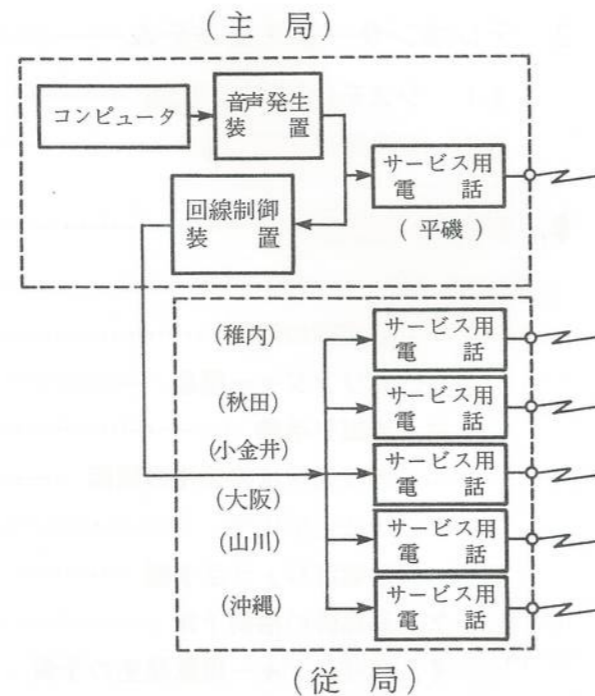 (主 局)
コンピュータ
音声発生
装 置
サービス用
電 話
(平磯)
回線制御
装 置
(稚内)
サービス用
電 話
(秋田)
サービス用
電 話
(小金井)
サービス用
電 話
(大阪)
(山川)
サービス用
電 話
(沖縄)
サービス用
電 話
(従 局)